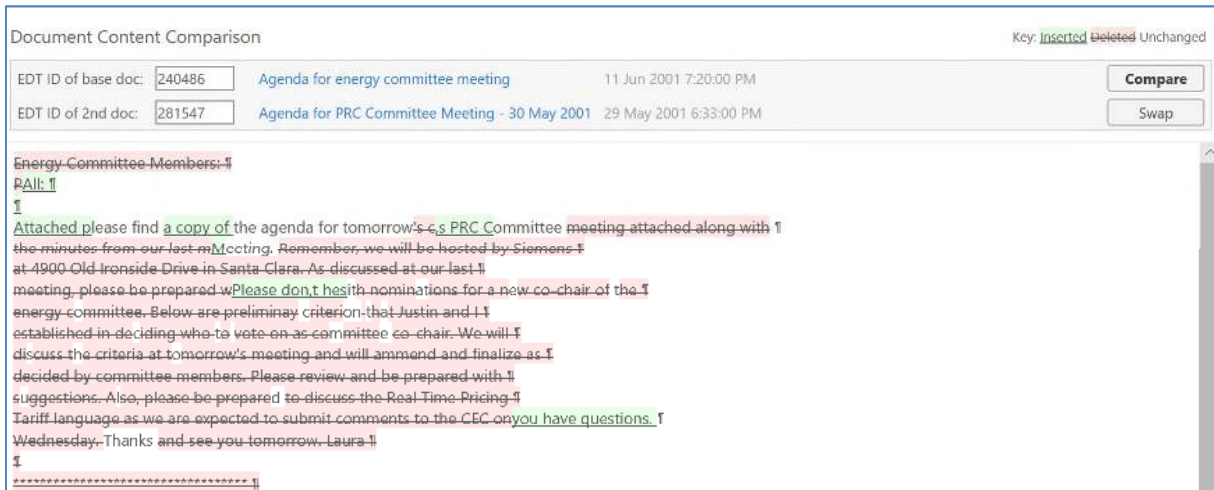 Document Content Comparison
Key: Inserted Deleted Unchanged
EDT ID of base doc: 240486 Agenda for energy committee meeting 11 Jun 2001 7:20:00 PM Compare
EDT ID of 2nd doc: 281547 Agenda for PRC Committee Meeting - 30 May 2001 29 May 2001 6:33:00 PM Swap
Energy Committee Members: ¶
PAll: ¶
¶
Attached please find a copy of the agenda for tomorrow's c,s PRC Committee meeting attached along with ¶
the minutes from our last mMeeting. Remember, we will be hosted by Siemens ¶
at 4900 Old Ironside Drive in Santa Clara. As discussed at our last ¶
meeting, please be prepared wPlease don,t hesith nominations for a new co-chair of the ¶
energy committee. Below are preliminay criterion that Justin and I ¶
established in deciding who to vote on as committee co-chair. We will ¶
discuss the criteria at tomorrow's meeting and will ammend and finalize as ¶
decided by committee members. Please review and be prepared with ¶
suggestions. Also, please be prepared to discuss the Real Time Pricing ¶
Tariff language as we are expected to submit comments to the CEC onyou have questions. ¶
Wednesday. Thanks and see you tomorrow. Laura ¶
¶
*********************************** ¶